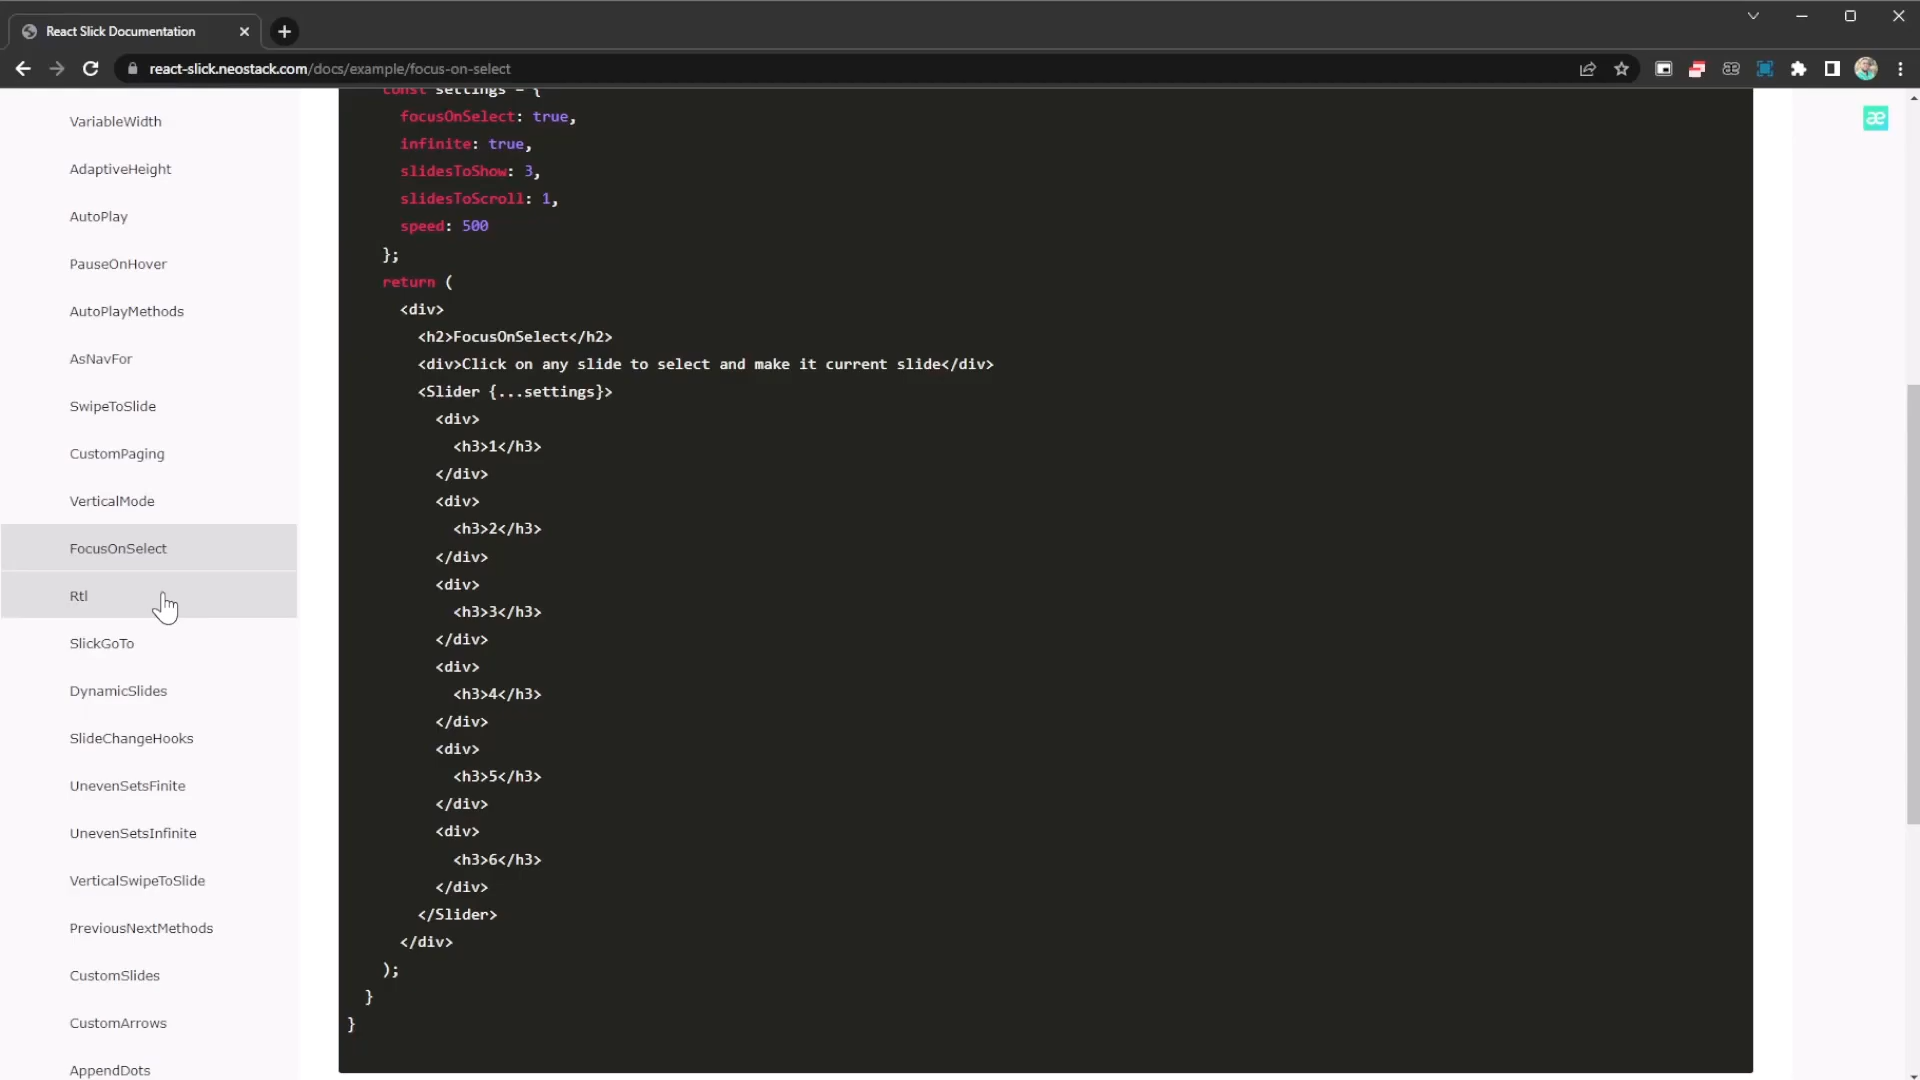 React Slick Documentation
react-slick.neostack.com/docs/example/focus-on-select
VariableWidth
AdaptiveHeight
AutoPlay
PauseOnHover
AutoPlayMethods
AsNavFor
SwipeToSlide
CustomPaging
VerticalMode
FocusOnSelect
Rtl
SlickGoTo
DynamicSlides
SlideChangeHooks
UnevenSetsFinite
UnevenSetsInfinite
VerticalSwipeToSlide
PreviousNextMethods
CustomSlides
CustomArrows
AppendDots
const settings = {
focusOnSelect: true,
infinite: true,
slidesToShow: 3,
slidesToScroll: 1,
speed: 500
};
return (
<div>
<h2>FocusOnSelect</h2>
<div>Click on any slide to select and make it current slide</div>
<Slider {...settings}>
<div>
<h3>1</h3>
</div>
<div>
<h3>2</h3>
</div>
<div>
<h3>3</h3>
</div>
<div>
<h3>4</h3>
</div>
<div>
<h3>5</h3>
</div>
<div>
<h3>6</h3>
</div>
</Slider>
</div>
);
}
}
æ